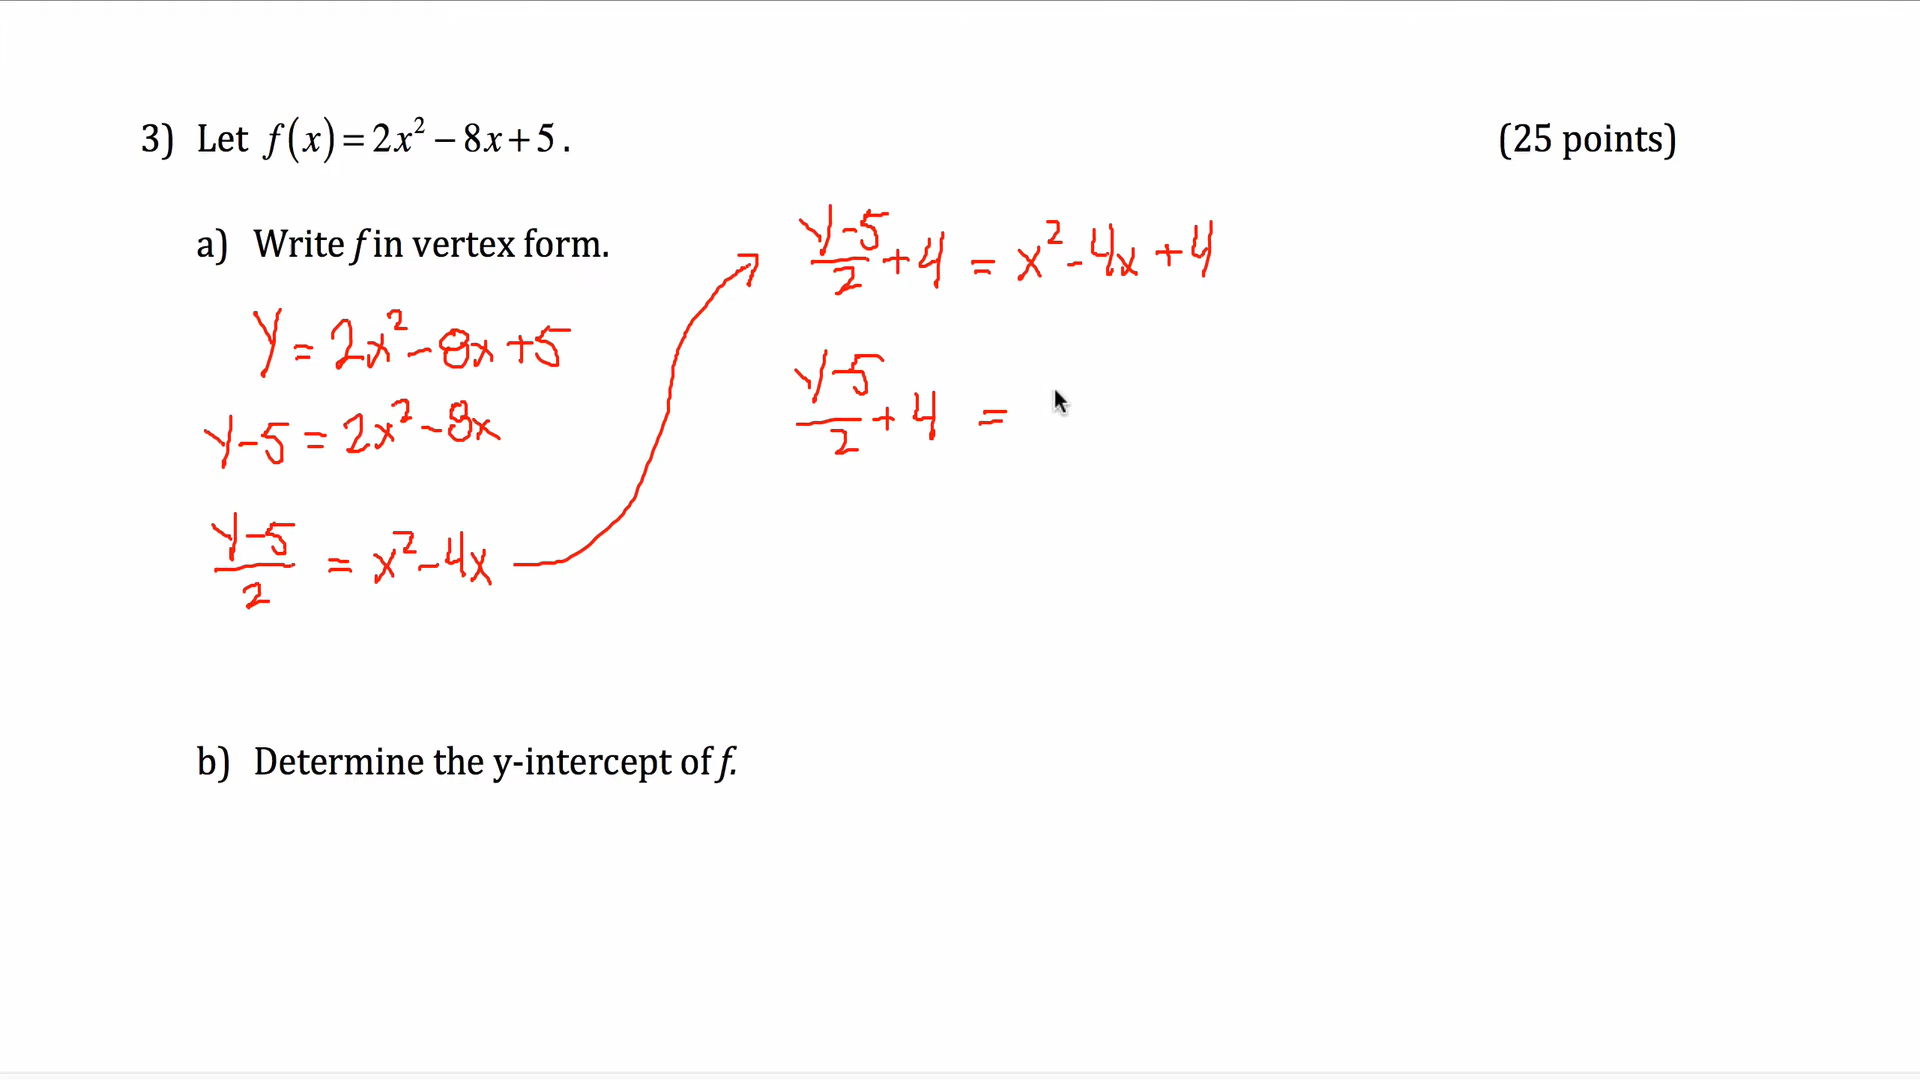 3) Let f(x) = 2x² − 8x + 5. (25 points)
a) Write f in vertex form.
y = 2x² - 8x + 5
y - 5 = 2x² - 8x
(y - 5)/2 = x² - 4x
(y - 5)/2 + 4 = x² - 4x + 4
(y - 5)/2 + 4 =
b) Determine the y-intercept of f.